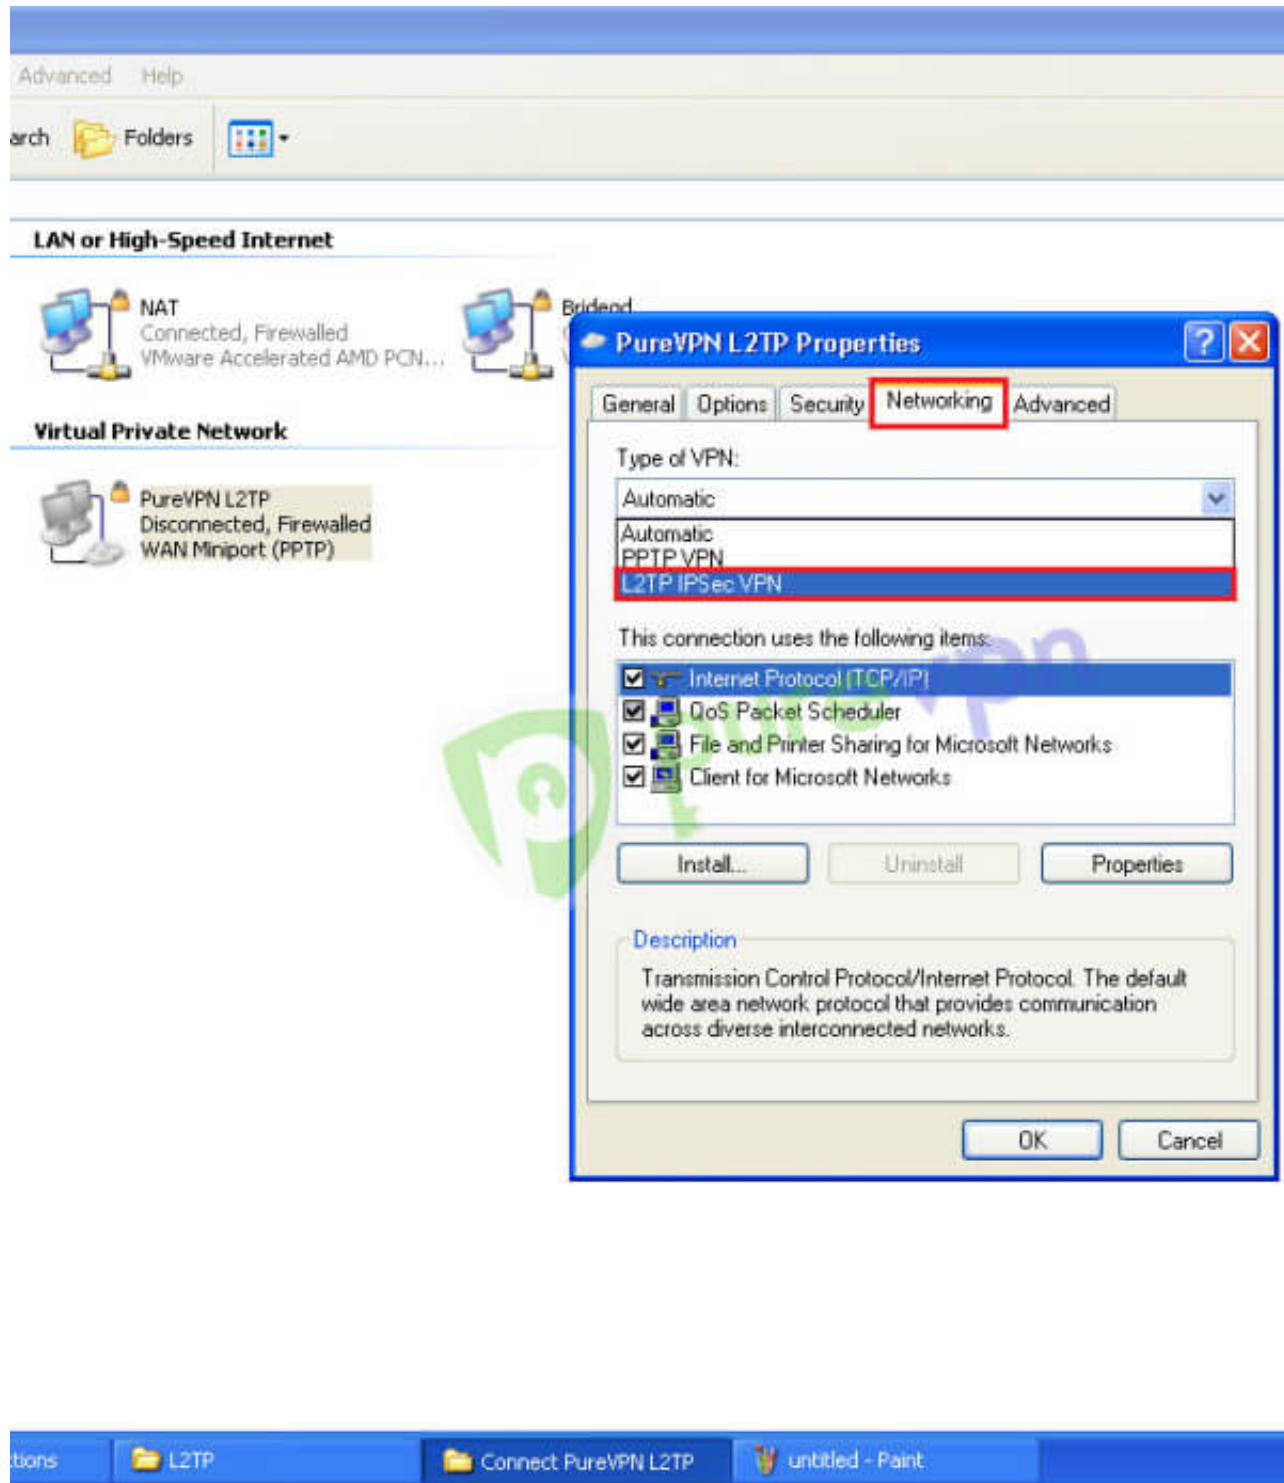 Advanced Help
arch Folders
LAN or High-Speed Internet
NAT
Connected, Firewalled
VMware Accelerated AMD PCN...
Bridend
Virtual Private Network
PureVPN L2TP
Disconnected, Firewalled
WAN Miniport (PPTP)
PureVPN L2TP Properties
General Options Security Networking Advanced
Type of VPN:
Automatic
Automatic
PPTP VPN
L2TP IPSec VPN
This connection uses the following items:
Internet Protocol (TCP/IP)
QoS Packet Scheduler
File and Printer Sharing for Microsoft Networks
Client for Microsoft Networks
purevpn
Install... Uninstall Properties
Description
Transmission Control Protocol/Internet Protocol. The default
wide area network protocol that provides communication
across diverse interconnected networks.
OK Cancel
tions L2TP Connect PureVPN L2TP untitled - Paint